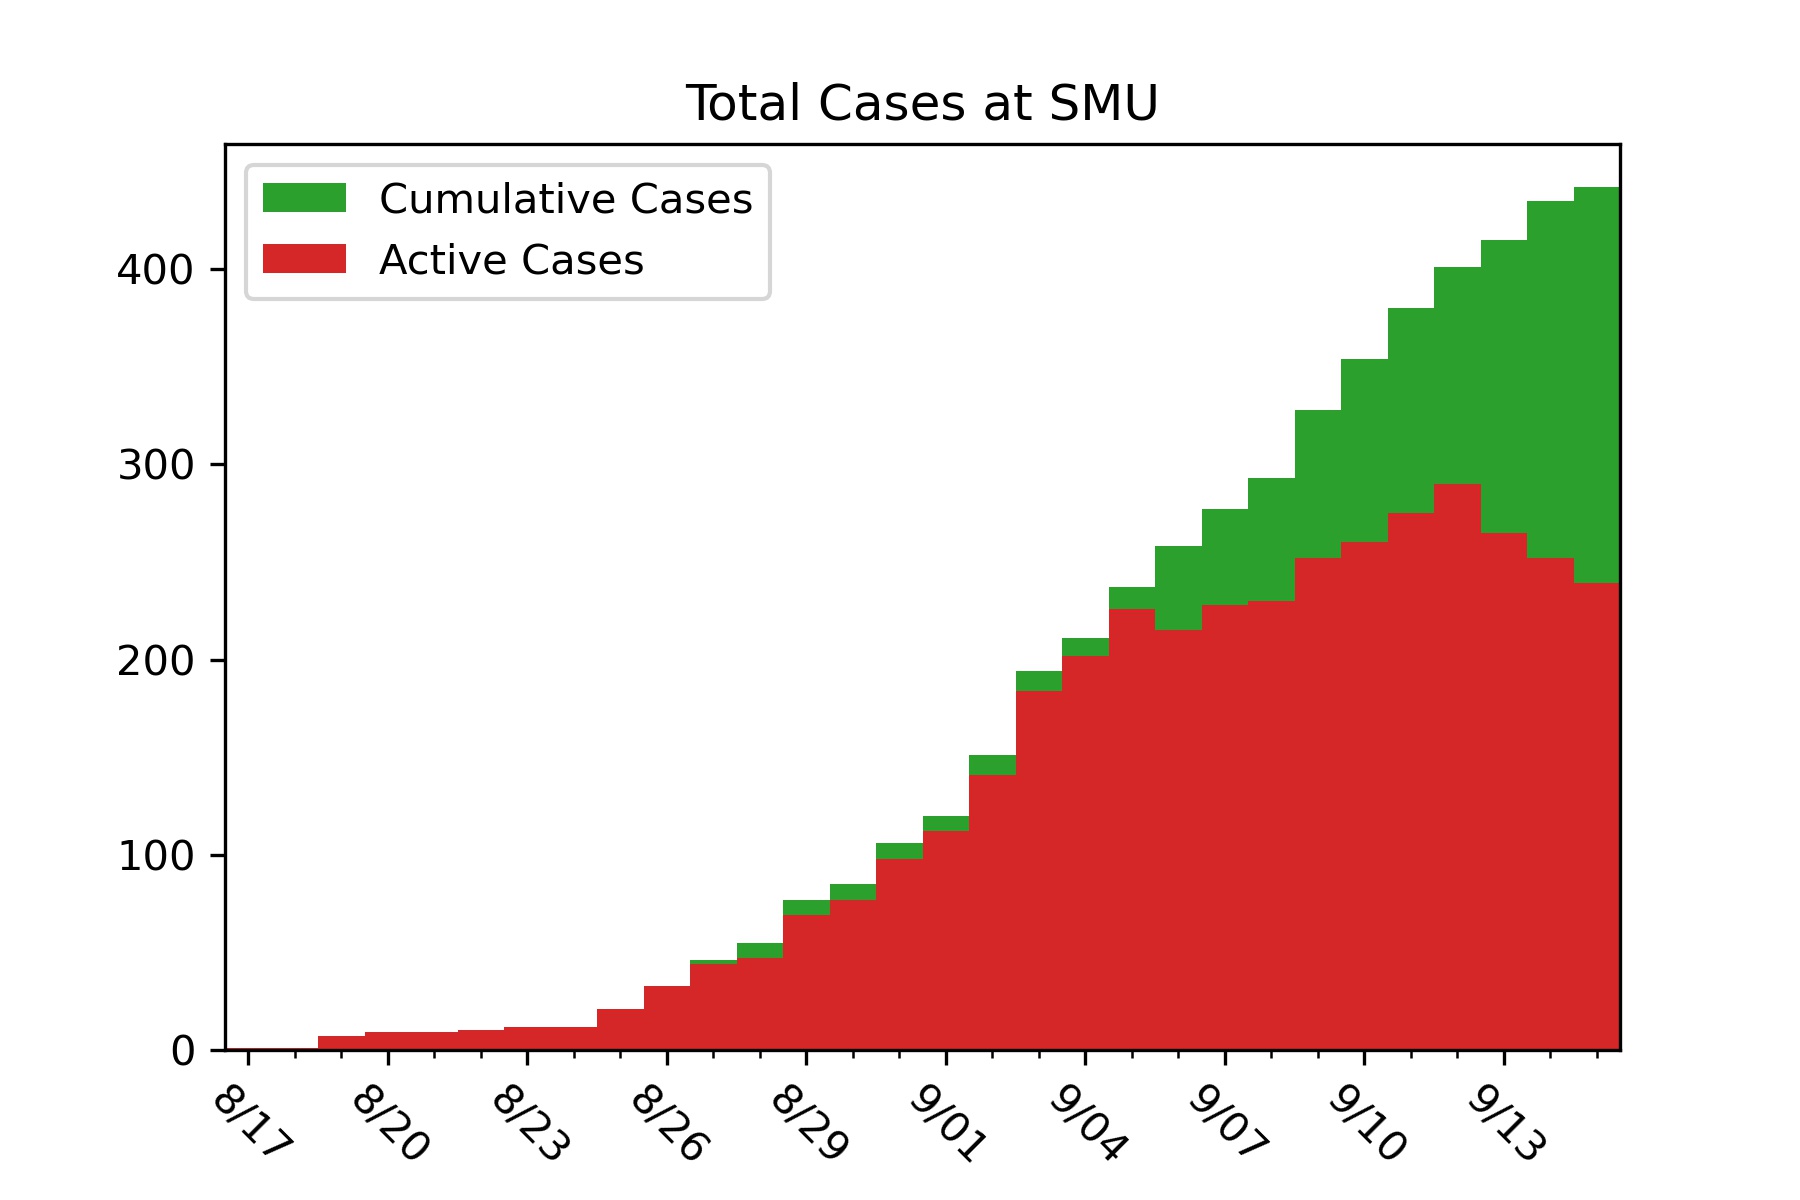 Total Cases at SMU
Cumulative Cases
Active Cases
400
300
200
100
0
8/17 8/20 8/23 8/26 8/29 9/01 9/04 9/07 9/10 9/13